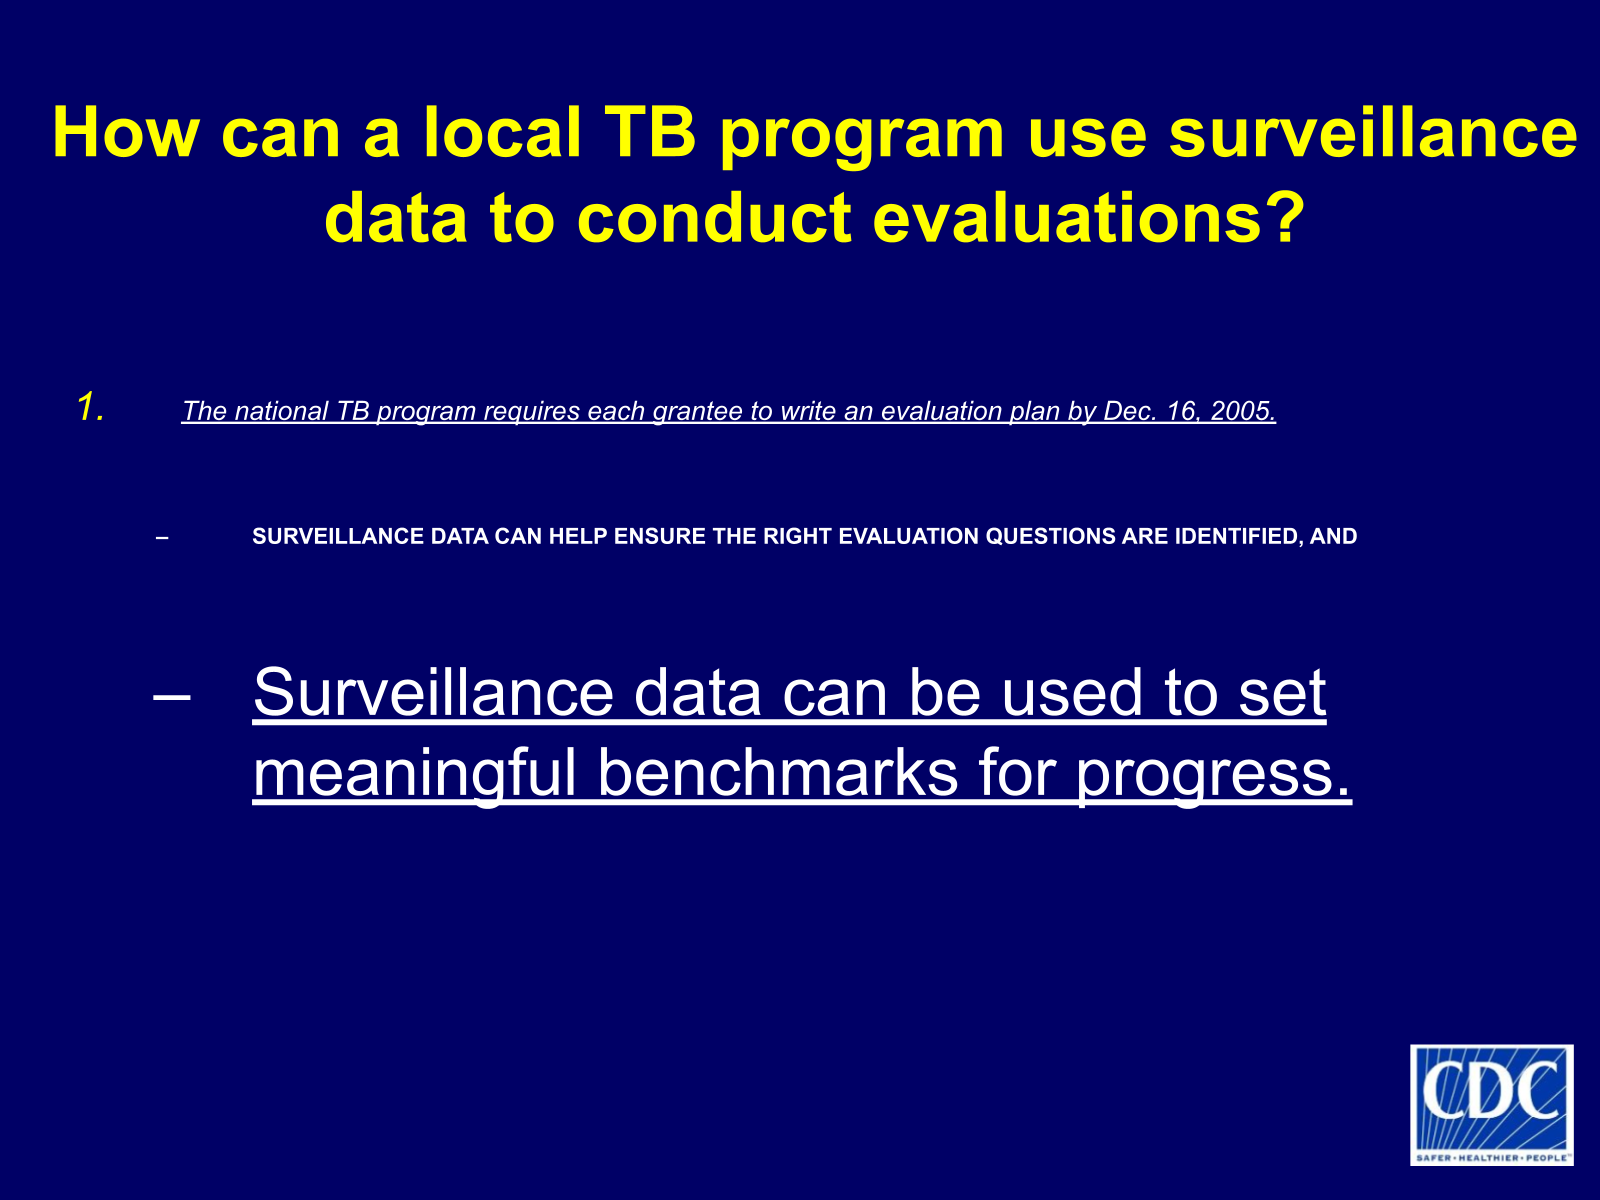 How can a local TB program use surveillance
data to conduct evaluations?
1. The national TB program requires each grantee to write an evaluation plan by Dec. 16, 2005.
– SURVEILLANCE DATA CAN HELP ENSURE THE RIGHT EVALUATION QUESTIONS ARE IDENTIFIED, AND
– Surveillance data can be used to set
meaningful benchmarks for progress.
CDC
SAFER • HEALTHIER • PEOPLE™